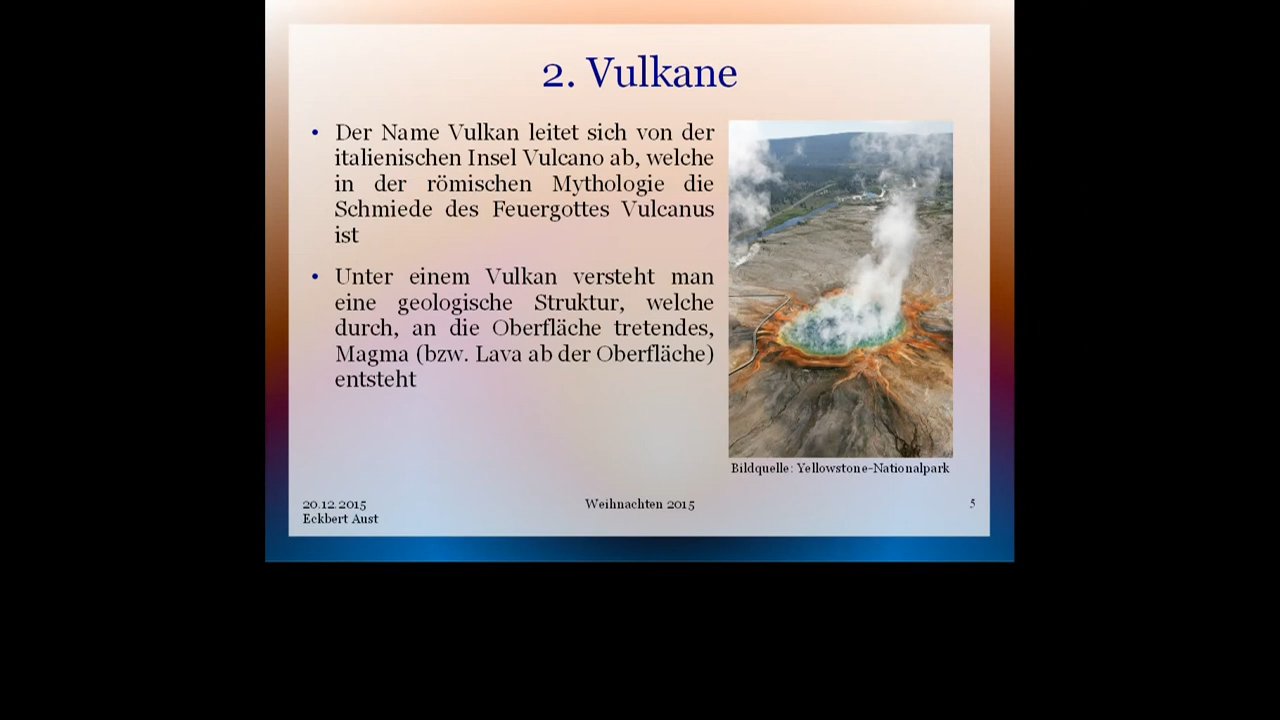 2. Vulkane
• Der Name Vulkan leitet sich von der
italienischen Insel Vulcano ab, welche
in der römischen Mythologie die
Schmiede des Feuergottes Vulcanus
ist
• Unter einem Vulkan versteht man
eine geologische Struktur, welche
durch, an die Oberfläche tretendes,
Magma (bzw. Lava ab der Oberfläche)
entsteht
Bildquelle: Yellowstone-Nationalpark
20.12.2015
Eckbert Aust
Weihnachten 2015
5